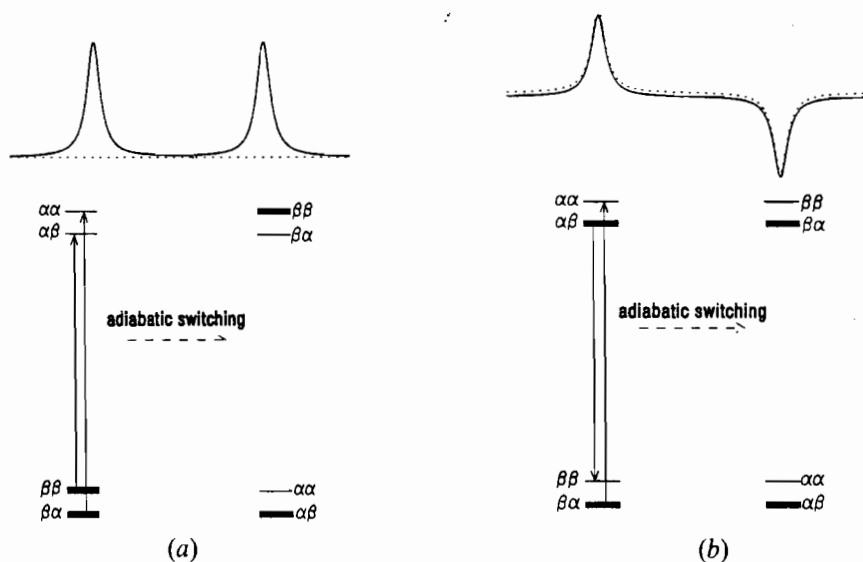 αα
ββ
αβ
βα
adiabatic switching
ββ
αα
βα
αβ
(a)
αα
ββ
αβ
βα
adiabatic switching
ββ
αα
βα
αβ
(b)